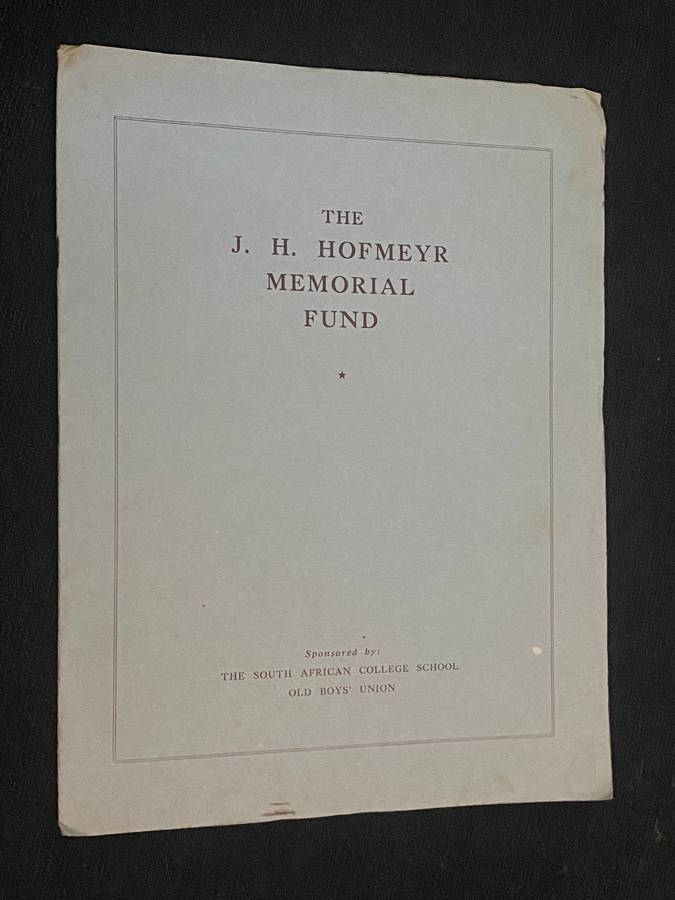 THE
J. H. HOFMEYR
MEMORIAL
FUND
Sponsored by:
THE SOUTH AFRICAN COLLEGE SCHOOL
OLD BOYS' UNION